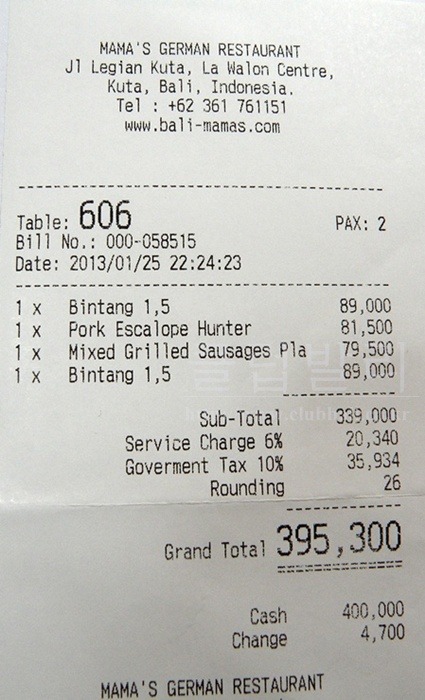 MAMA'S GERMAN RESTAURANT
Jl Legian Kuta, La Walon Centre,
Kuta, Bali, Indonesia.
Tel : +62 361 761151
www.bali-mamas.com
Table: 606 PAX: 2
Bill No.: 000-058515
Date: 2013/01/25 22:24:23
1 x Bintang 1,5 89,000
1 x Pork Escalope Hunter 81,500
1 x Mixed Grilled Sausages Pla 79,500
1 x Bintang 1,5 89,000
Sub-Total 339,000
Service Charge 6% 20,340
Goverment Tax 10% 35,934
Rounding 26
Grand Total 395,300
Cash 400,000
Change 4,700
MAMA'S GERMAN RESTAURANT